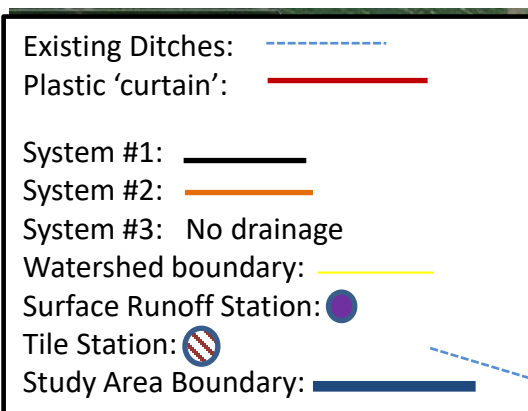 Existing Ditches:
Plastic ‘curtain’:
System #1:
System #2:
System #3: No drainage
Watershed boundary:
Surface Runoff Station:
Tile Station:
Study Area Boundary: